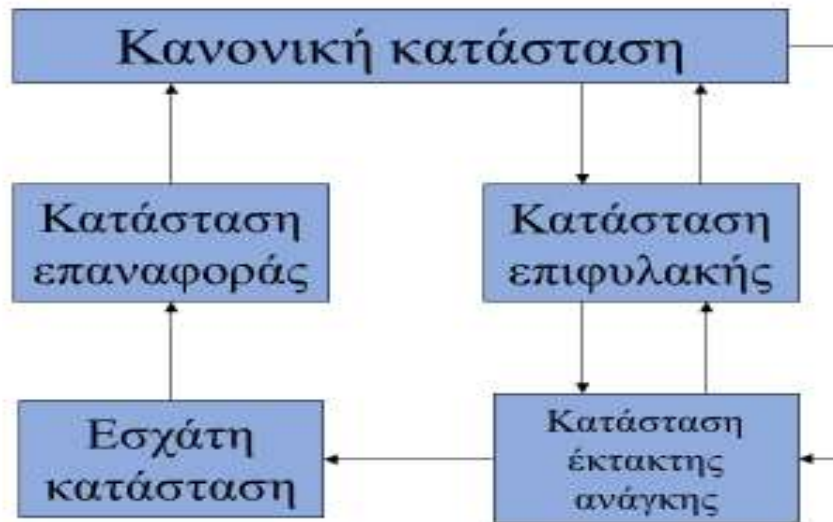 Κανονική κατάσταση
Κατάσταση
επαναφοράς
Κατάσταση
επιφυλακής
Εσχάτη
κατάσταση
Κατάσταση
έκτακτης
ανάγκης